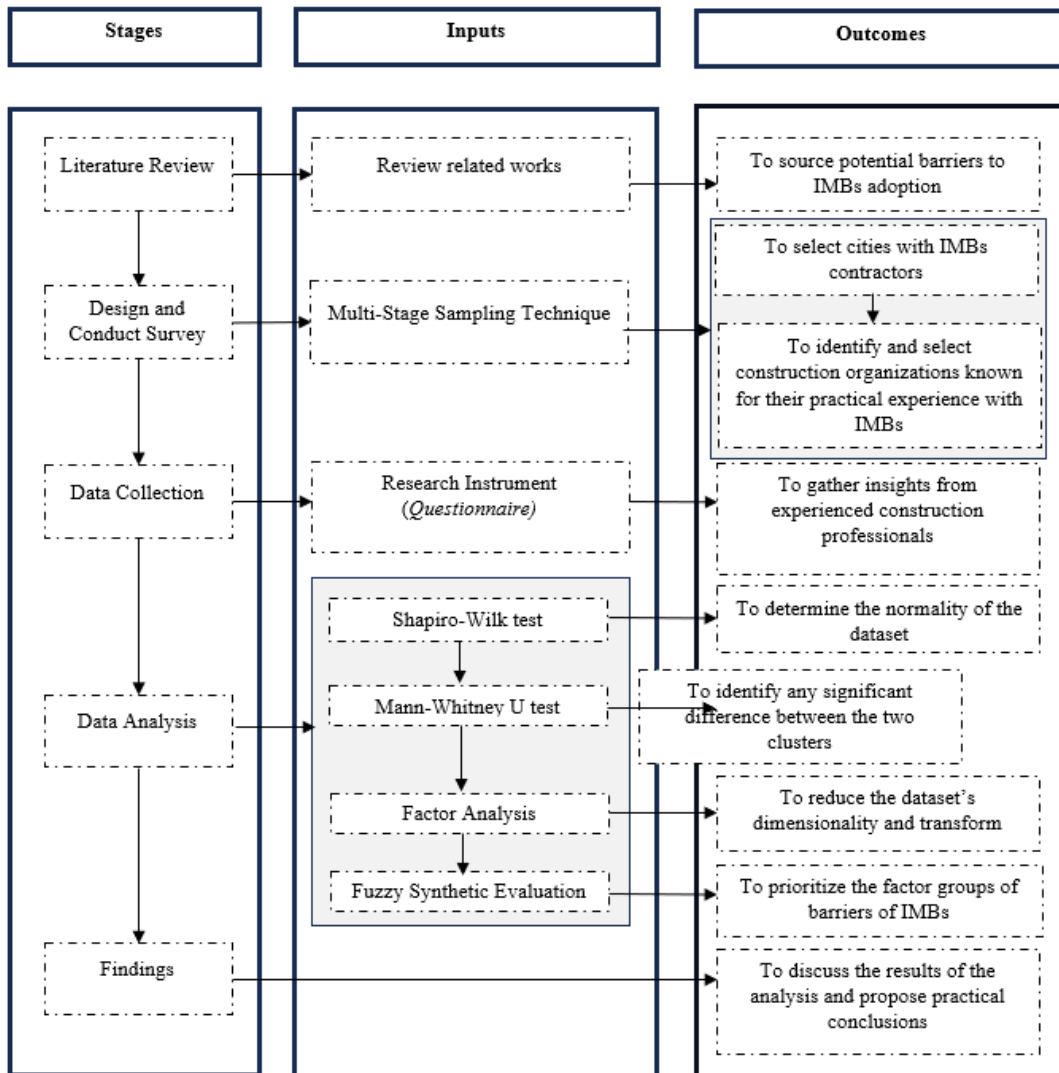 Stages
Inputs
Outcomes
Literature Review
Review related works
To source potential barriers to
IMBs adoption
To select cities with IMBs
contractors
Design and
Conduct Survey
Multi-Stage Sampling Technique
To identify and select
construction organizations known
for their practical experience with
IMBs
Data Collection
Research Instrument
(Questionnaire)
To gather insights from
experienced construction
professionals
Shapiro-Wilk test
To determine the normality of the
dataset
Data Analysis
Mann-Whitney U test
To identify any significant
difference between the two
clusters
Factor Analysis
To reduce the dataset’s
dimensionality and transform
Fuzzy Synthetic Evaluation
To prioritize the factor groups of
barriers of IMBs
Findings
To discuss the results of the
analysis and propose practical
conclusions